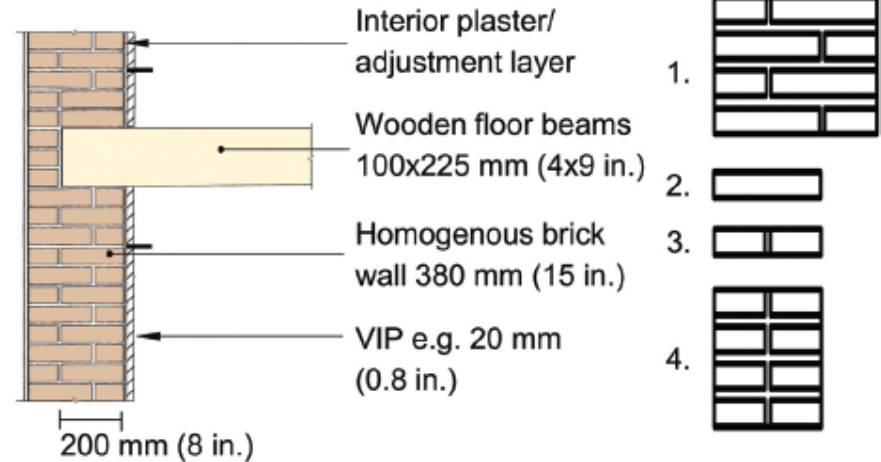 Interior plaster/
adjustment layer
Wooden floor beams
100x225 mm (4x9 in.)
Homogenous brick
wall 380 mm (15 in.)
VIP e.g. 20 mm
(0.8 in.)
200 mm (8 in.)
1.
2.
3.
4.